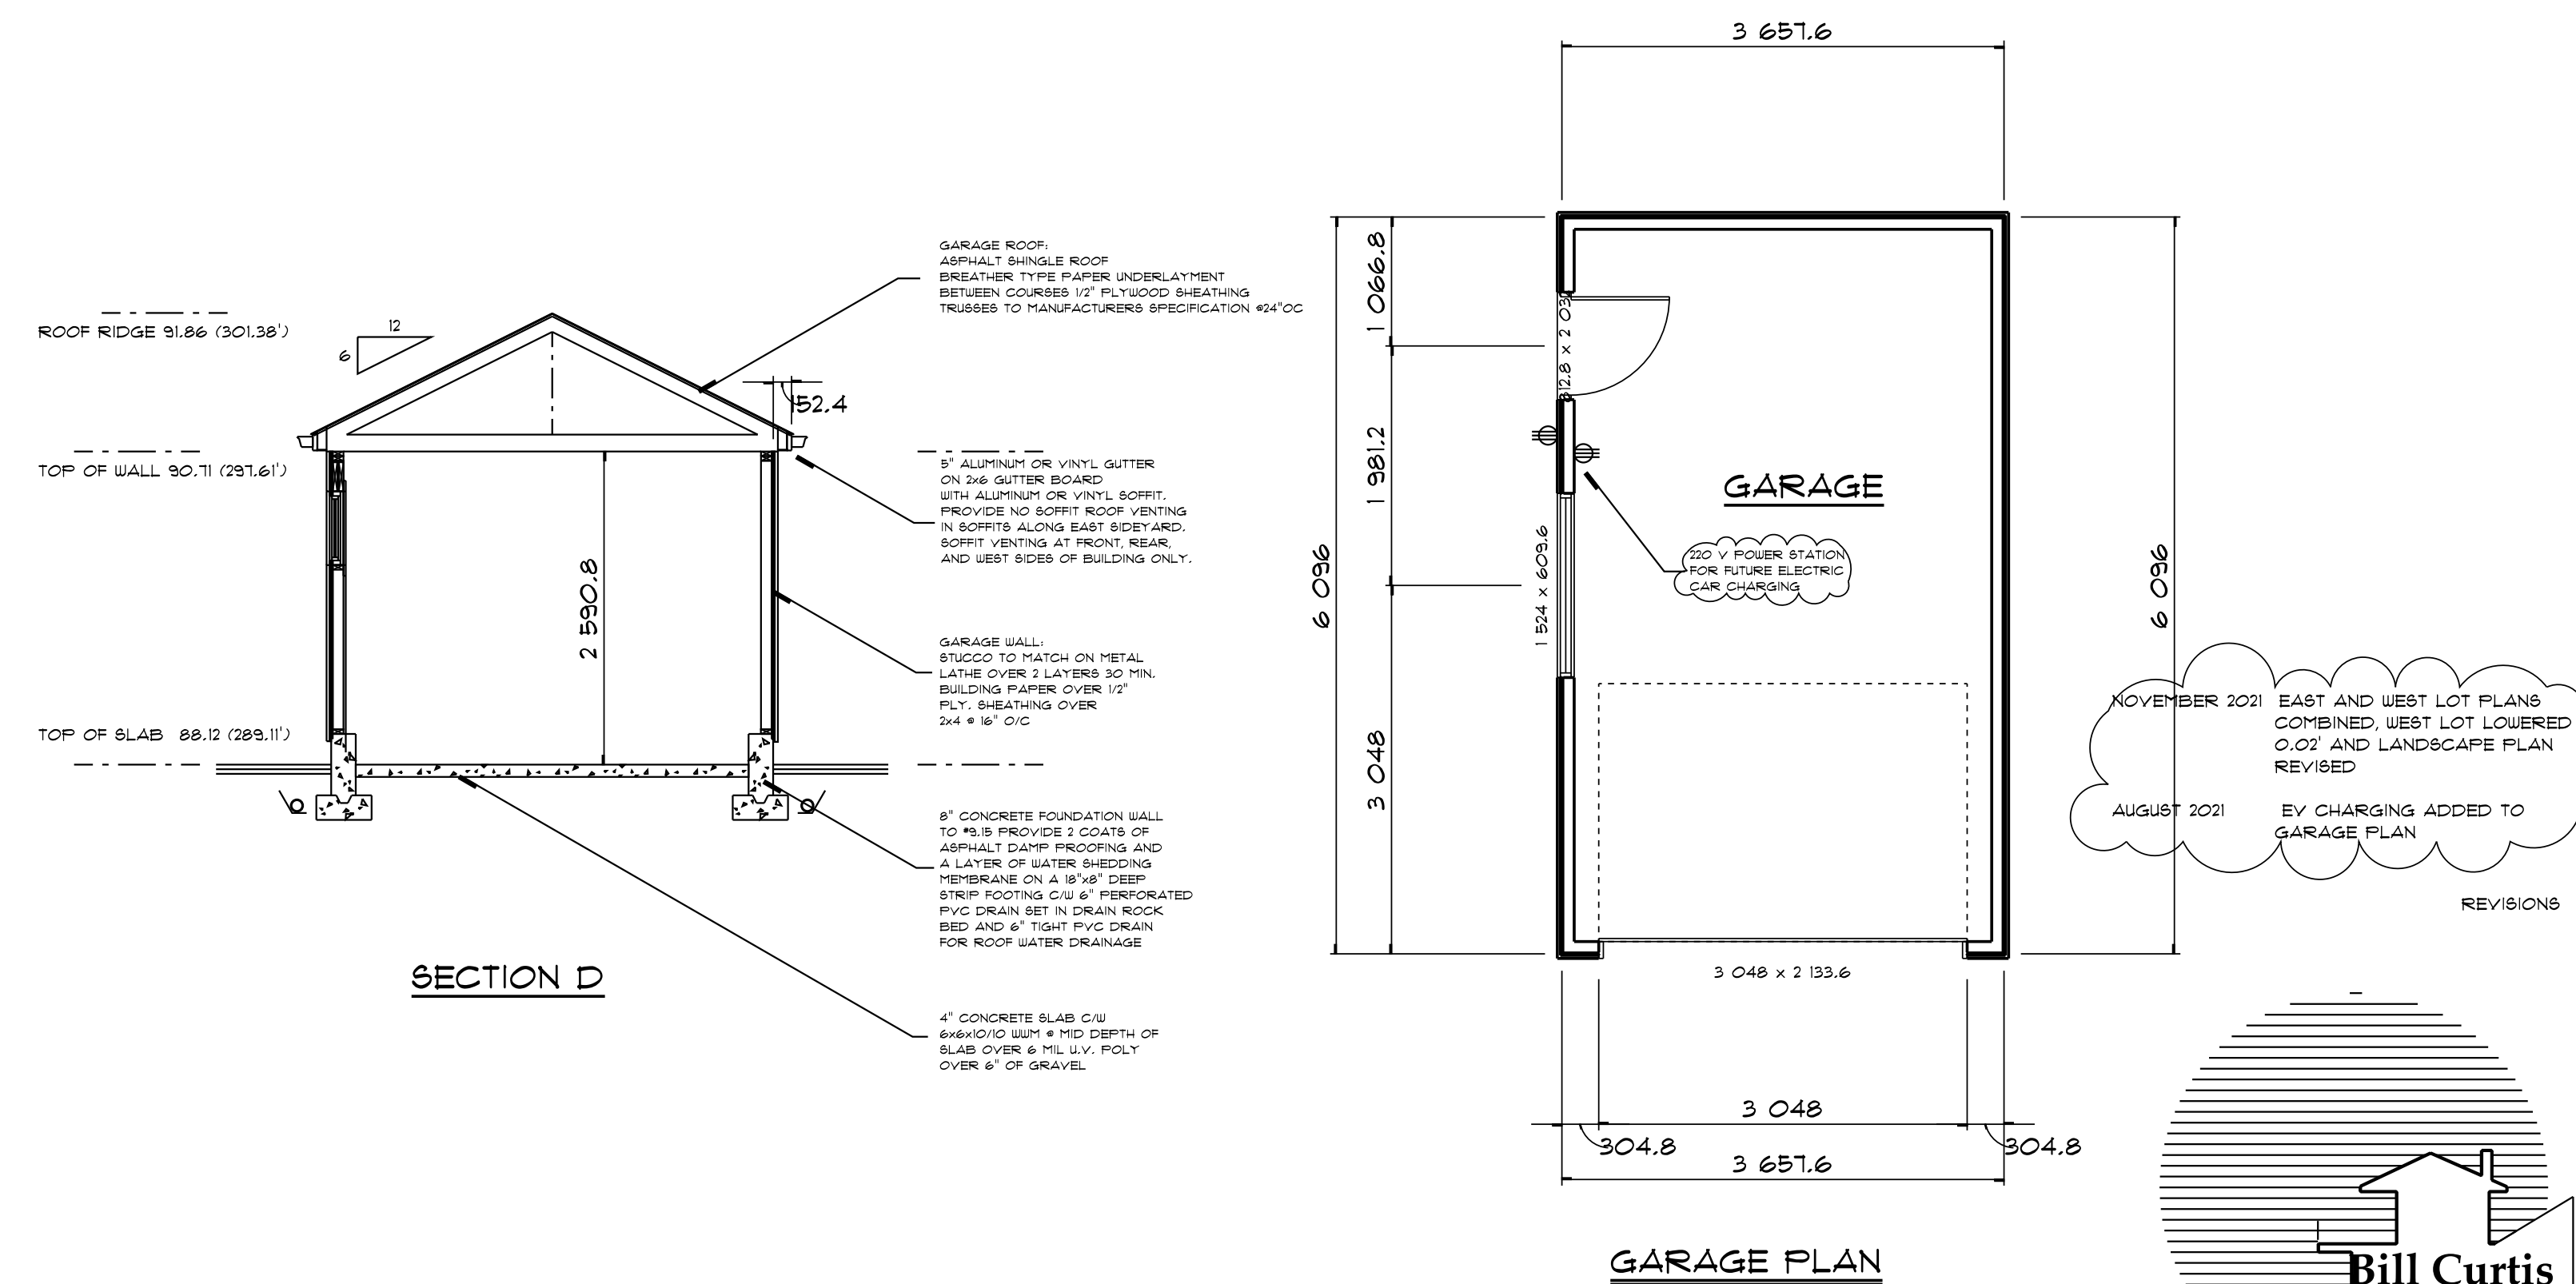 ROOF RIDGE 91.86 (301.38')
12
6
152.4
TOP OF WALL 90.71 (297.61')
2 590.8
TOP OF SLAB 88.12 (289.11')
GARAGE ROOF:
ASPHALT SHINGLE ROOF
BREATHER TYPE PAPER UNDERLAYMENT
BETWEEN COURSES 1/2" PLYWOOD SHEATHING
TRUSSES TO MANUFACTURERS SPECIFICATION @24"OC
5" ALUMINUM OR VINYL GUTTER
ON 2x6 GUTTER BOARD
WITH ALUMINUM OR VINYL SOFFIT.
PROVIDE NO SOFFIT ROOF VENTING
IN SOFFITS ALONG EAST SIDEYARD.
SOFFIT VENTING AT FRONT, REAR,
AND WEST SIDES OF BUILDING ONLY.
GARAGE WALL:
STUCCO TO MATCH ON METAL
LATHE OVER 2 LAYERS 30 MIN.
BUILDING PAPER OVER 1/2"
PLY. SHEATHING OVER
2x4 @ 16" O/C
8" CONCRETE FOUNDATION WALL
TO #9.15 PROVIDE 2 COATS OF
ASPHALT DAMP PROOFING AND
A LAYER OF WATER SHEDDING
MEMBRANE ON A 18"x8" DEEP
STRIP FOOTING C/W 6" PERFORATED
PVC DRAIN SET IN DRAIN ROCK
BED AND 6" TIGHT PVC DRAIN
FOR ROOF WATER DRAINAGE
4" CONCRETE SLAB C/W
6x6x10/10 WWM @ MID DEPTH OF
SLAB OVER 6 MIL U.V. POLY
OVER 6" OF GRAVEL
SECTION D
3 657.6
6 096
1 066.8
1 981.2
3 048
812.8 x 2 03
1 524 x 609.6
GARAGE
220 V POWER STATION
FOR FUTURE ELECTRIC
CAR CHARGING
6 096
3 048 x 2 133.6
3 048
304.8
304.8
3 657.6
GARAGE PLAN
NOVEMBER 2021 EAST AND WEST LOT PLANS
COMBINED, WEST LOT LOWERED
0.02' AND LANDSCAPE PLAN
REVISED
AUGUST 2021 EV CHARGING ADDED TO
GARAGE PLAN
REVISIONS
Bill Curtis